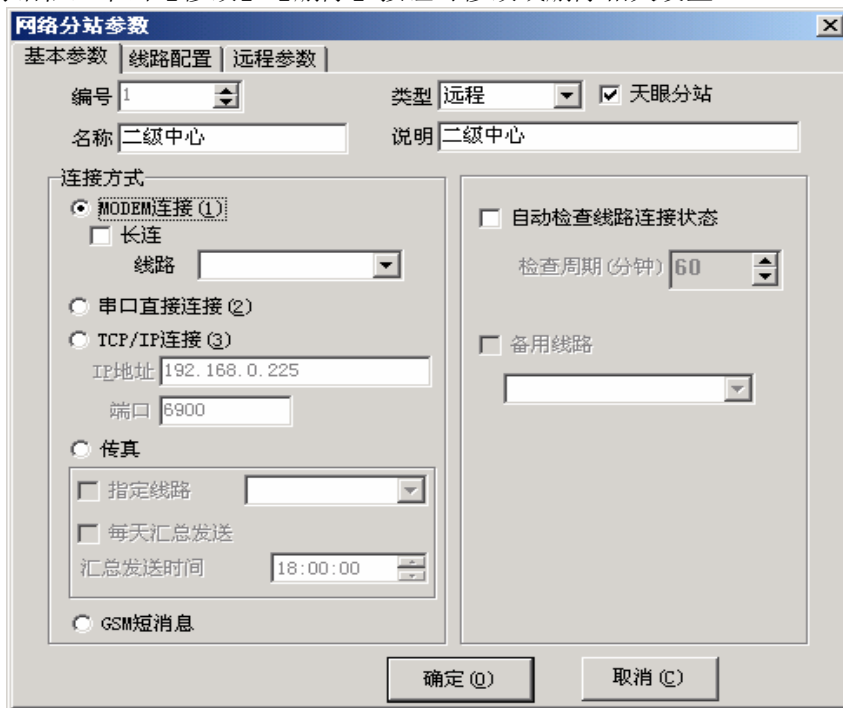 网络分站参数
基本参数 线路配置 远程参数
编号 1 类型 远程 天眼分站
名称 二级中心 说明 二级中心
连接方式
MODEM连接(1)
长连
线路
串口直接连接(2)
TCP/IP连接(3)
IP地址 192.168.0.225
端口 6900
传真
指定线路
每天汇总发送
汇总发送时间 18:00:00
GSM短消息
自动检查线路连接状态
检查周期(分钟) 60
备用线路
确定(O) 取消(C)